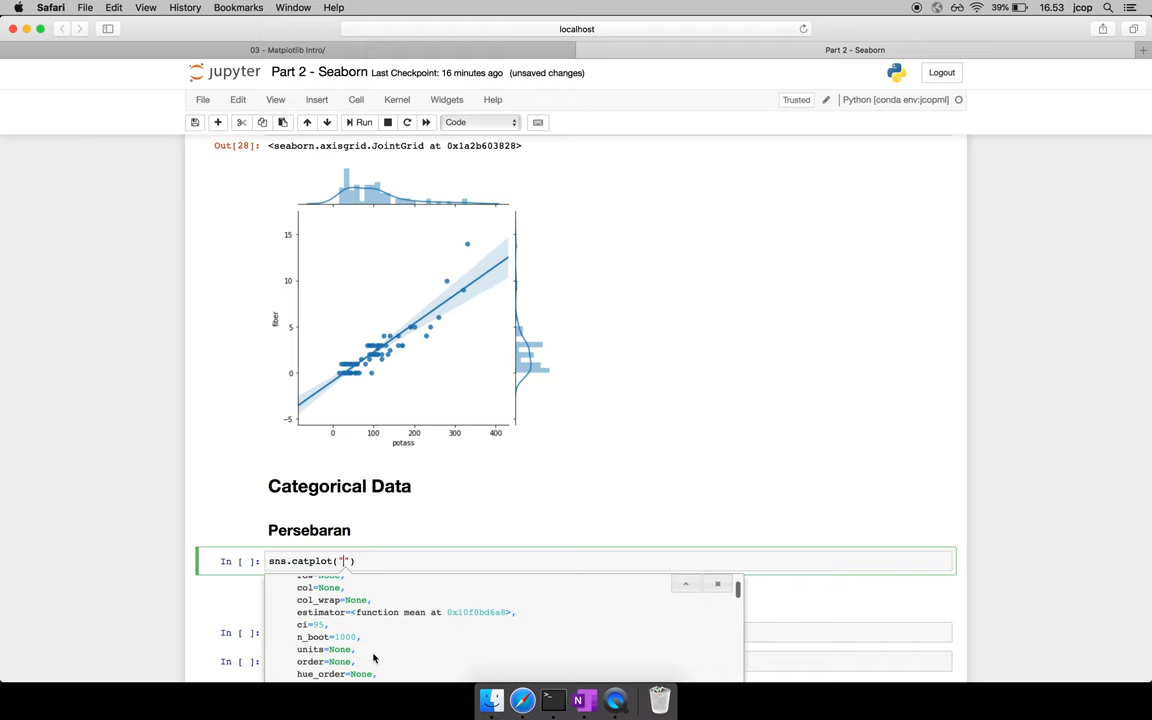 Safari File Edit View History Bookmarks Window Help 39% 16.53 jcop
localhost
03 - Matplotlib Intro/ Part 2 - Seaborn
jupyter Part 2 - Seaborn Last Checkpoint: 16 minutes ago (unsaved changes) Logout
File Edit View Insert Cell Kernel Widgets Help Trusted Python [conda env:jcopml]
Run Code
Out[28]: <seaborn.axisgrid.JointGrid at 0x1a2b603828>
15
10
5
0
−5
fiber
0 100 200 300 400
potass
Categorical Data
Persebaran
In [ ]: sns.catplot("")
row=None,
col=None,
col_wrap=None,
estimator=<function mean at 0x10f0bd6a8>,
ci=95,
In [ ]:
n_boot=1000,
units=None,
In [ ]: order=None,
hue_order=None,